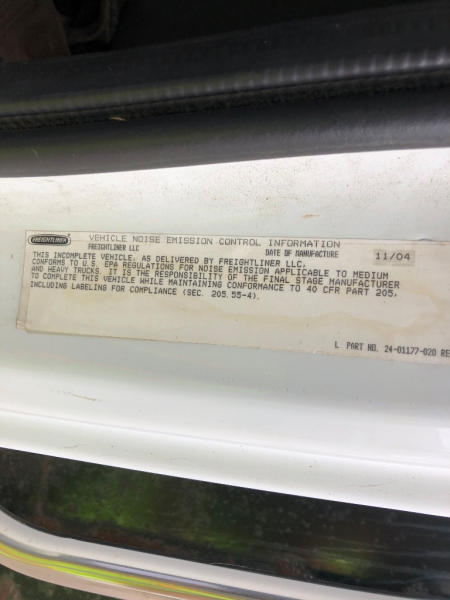 FREIGHTLINER VEHICLE NOISE EMISSION CONTROL INFORMATION
FREIGHTLINER LLC DATE OF MANUFACTURE 11/04
THIS INCOMPLETE VEHICLE, AS DELIVERED BY FREIGHTLINER LLC,
CONFORMS TO U.S. EPA REGULATIONS FOR NOISE EMISSION APPLICABLE TO MEDIUM
AND HEAVY TRUCKS. IT IS THE RESPONSIBILITY OF THE FINAL STAGE MANUFACTURER
TO COMPLETE THIS VEHICLE WHILE MAINTAINING CONFORMANCE TO 40 CFR PART 205,
INCLUDING LABELING FOR COMPLIANCE (SEC. 205.55-4).
L PART NO. 24-01177-020 RE